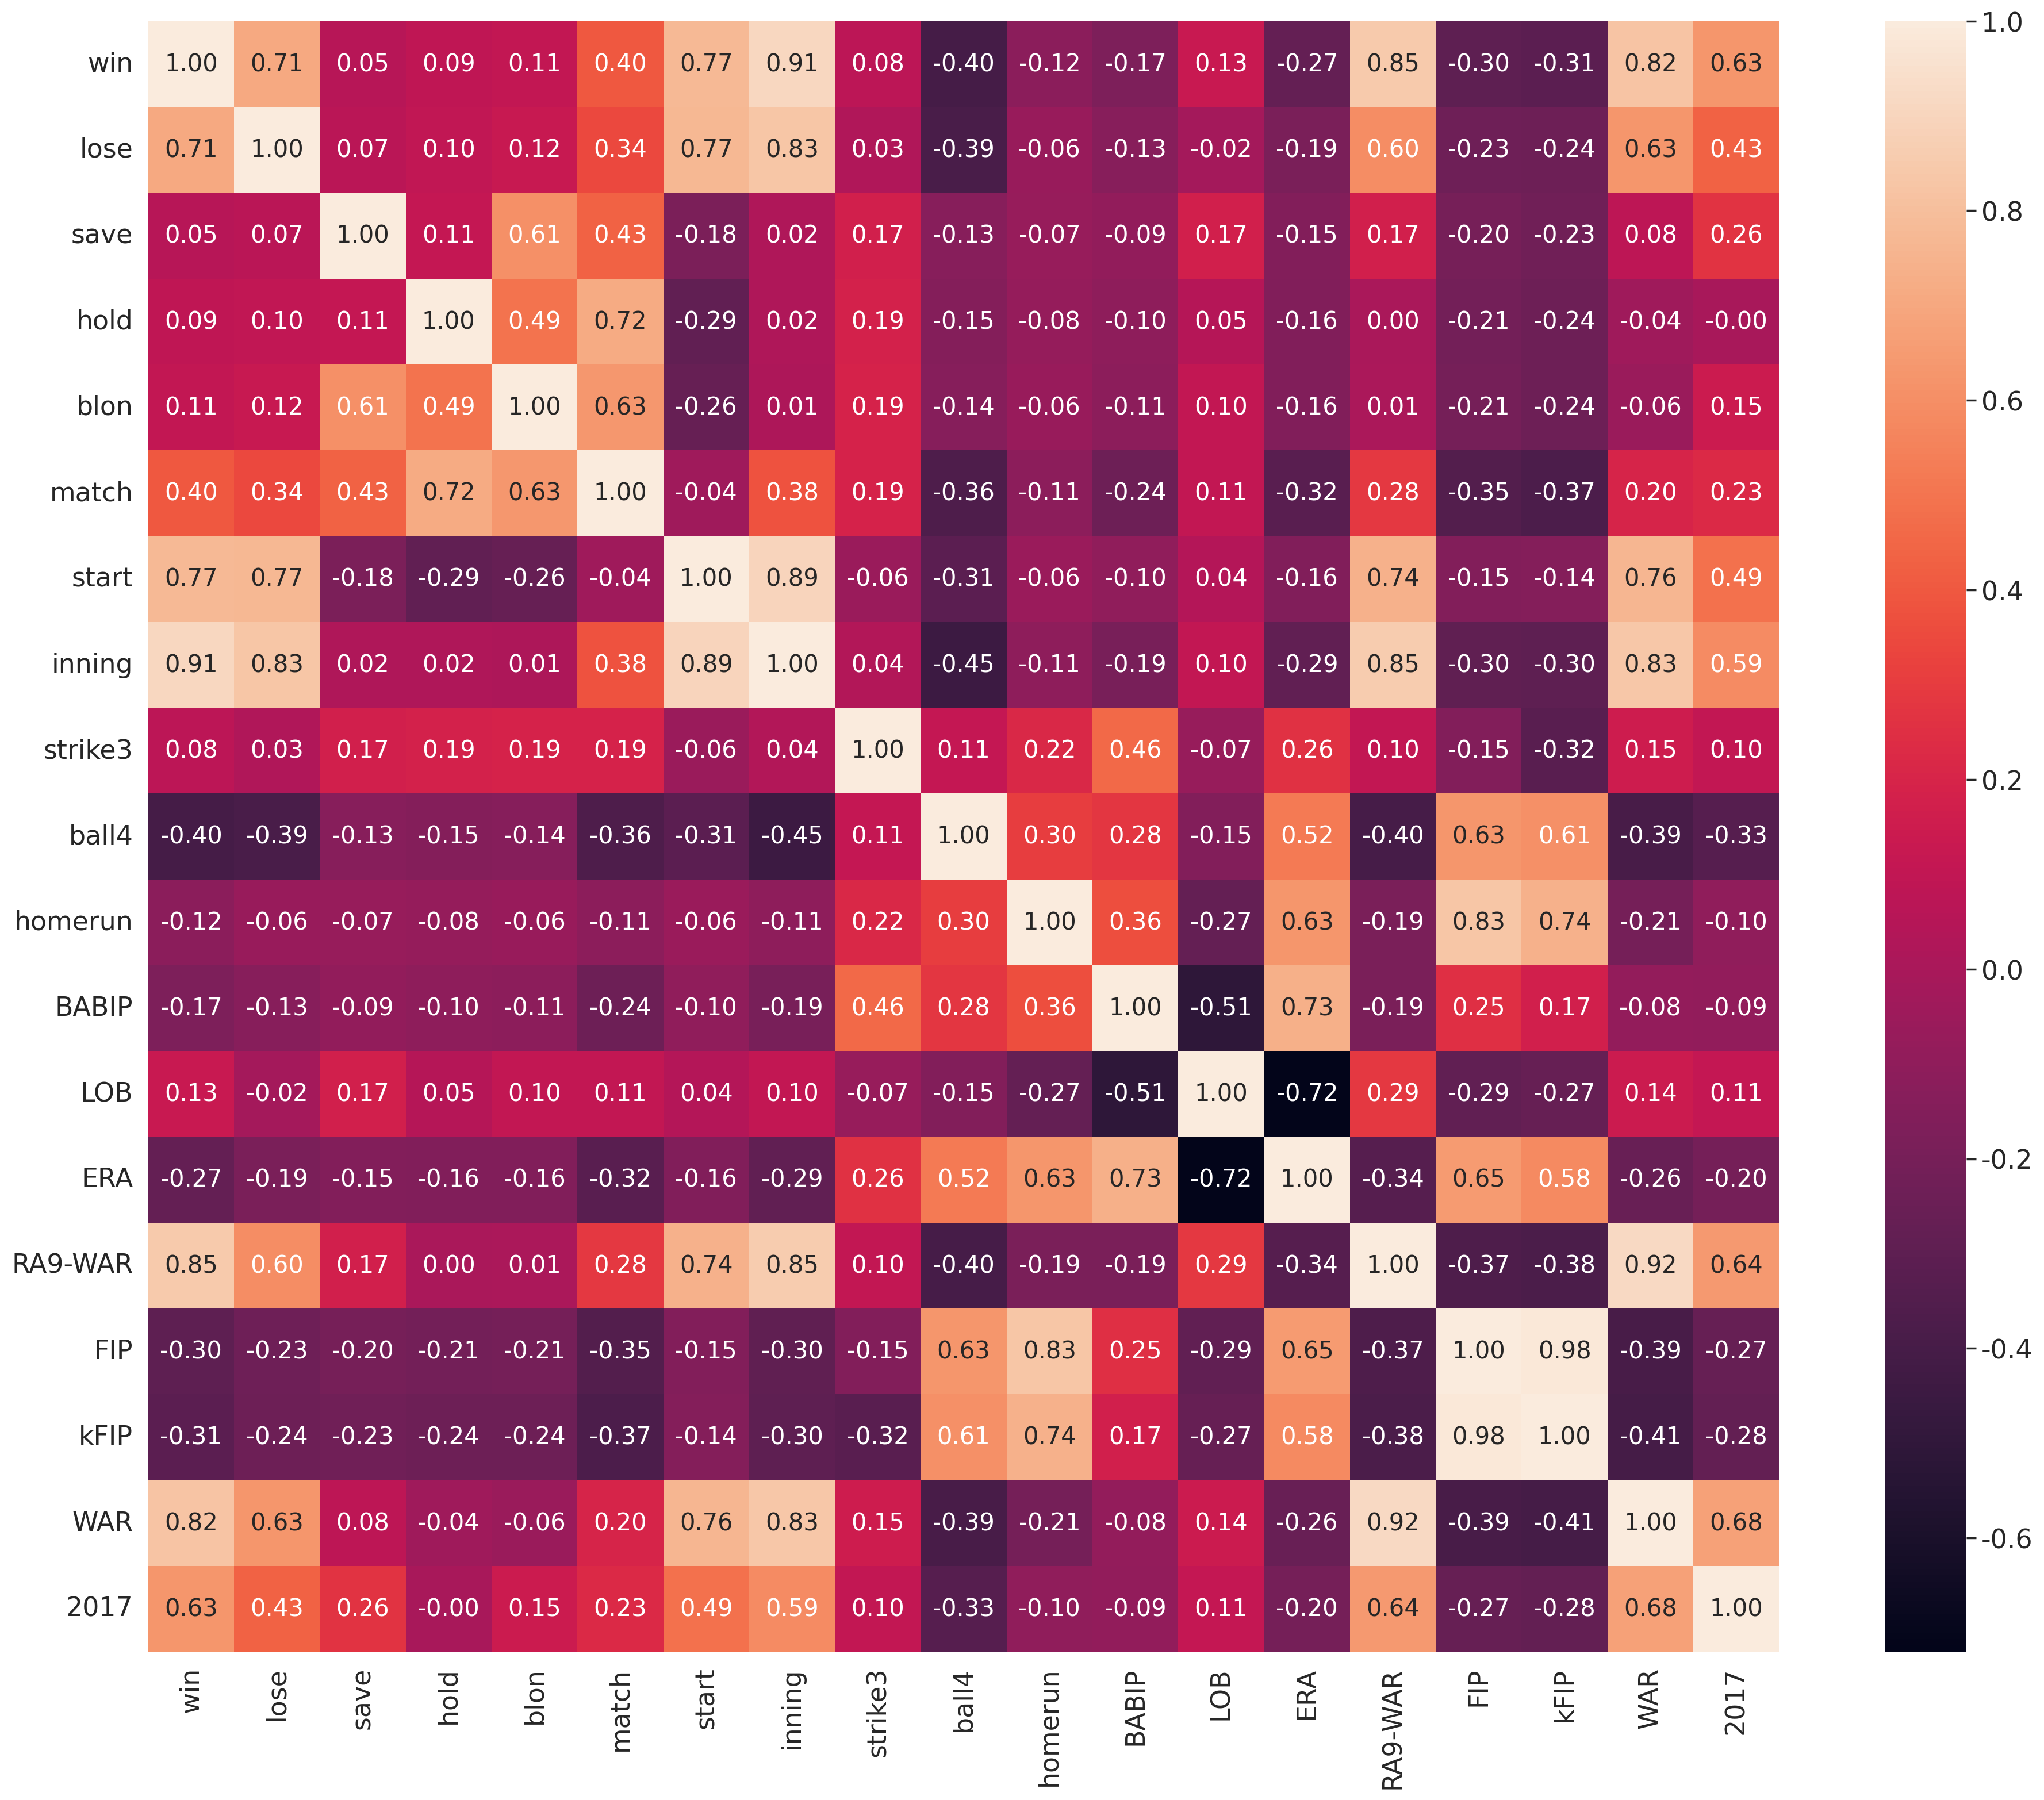 win 1.00 0.71 0.05 0.09 0.11 0.40 0.77 0.91 0.08 -0.40 -0.12 -0.17 0.13 -0.27 0.85 -0.30 -0.31 0.82 0.63
lose 0.71 1.00 0.07 0.10 0.12 0.34 0.77 0.83 0.03 -0.39 -0.06 -0.13 -0.02 -0.19 0.60 -0.23 -0.24 0.63 0.43
save 0.05 0.07 1.00 0.11 0.61 0.43 -0.18 0.02 0.17 -0.13 -0.07 -0.09 0.17 -0.15 0.17 -0.20 -0.23 0.08 0.26
hold 0.09 0.10 0.11 1.00 0.49 0.72 -0.29 0.02 0.19 -0.15 -0.08 -0.10 0.05 -0.16 0.00 -0.21 -0.24 -0.04 -0.00
blon 0.11 0.12 0.61 0.49 1.00 0.63 -0.26 0.01 0.19 -0.14 -0.06 -0.11 0.10 -0.16 0.01 -0.21 -0.24 -0.06 0.15
match 0.40 0.34 0.43 0.72 0.63 1.00 -0.04 0.38 0.19 -0.36 -0.11 -0.24 0.11 -0.32 0.28 -0.35 -0.37 0.20 0.23
start 0.77 0.77 -0.18 -0.29 -0.26 -0.04 1.00 0.89 -0.06 -0.31 -0.06 -0.10 0.04 -0.16 0.74 -0.15 -0.14 0.76 0.49
inning 0.91 0.83 0.02 0.02 0.01 0.38 0.89 1.00 0.04 -0.45 -0.11 -0.19 0.10 -0.29 0.85 -0.30 -0.30 0.83 0.59
strike3 0.08 0.03 0.17 0.19 0.19 0.19 -0.06 0.04 1.00 0.11 0.22 0.46 -0.07 0.26 0.10 -0.15 -0.32 0.15 0.10
ball4 -0.40 -0.39 -0.13 -0.15 -0.14 -0.36 -0.31 -0.45 0.11 1.00 0.30 0.28 -0.15 0.52 -0.40 0.63 0.61 -0.39 -0.33
homerun -0.12 -0.06 -0.07 -0.08 -0.06 -0.11 -0.06 -0.11 0.22 0.30 1.00 0.36 -0.27 0.63 -0.19 0.83 0.74 -0.21 -0.10
BABIP -0.17 -0.13 -0.09 -0.10 -0.11 -0.24 -0.10 -0.19 0.46 0.28 0.36 1.00 -0.51 0.73 -0.19 0.25 0.17 -0.08 -0.09
LOB 0.13 -0.02 0.17 0.05 0.10 0.11 0.04 0.10 -0.07 -0.15 -0.27 -0.51 1.00 -0.72 0.29 -0.29 -0.27 0.14 0.11
ERA -0.27 -0.19 -0.15 -0.16 -0.16 -0.32 -0.16 -0.29 0.26 0.52 0.63 0.73 -0.72 1.00 -0.34 0.65 0.58 -0.26 -0.20
RA9-WAR 0.85 0.60 0.17 0.00 0.01 0.28 0.74 0.85 0.10 -0.40 -0.19 -0.19 0.29 -0.34 1.00 -0.37 -0.38 0.92 0.64
FIP -0.30 -0.23 -0.20 -0.21 -0.21 -0.35 -0.15 -0.30 -0.15 0.63 0.83 0.25 -0.29 0.65 -0.37 1.00 0.98 -0.39 -0.27
kFIP -0.31 -0.24 -0.23 -0.24 -0.24 -0.37 -0.14 -0.30 -0.32 0.61 0.74 0.17 -0.27 0.58 -0.38 0.98 1.00 -0.41 -0.28
WAR 0.82 0.63 0.08 -0.04 -0.06 0.20 0.76 0.83 0.15 -0.39 -0.21 -0.08 0.14 -0.26 0.92 -0.39 -0.41 1.00 0.68
2017 0.63 0.43 0.26 -0.00 0.15 0.23 0.49 0.59 0.10 -0.33 -0.10 -0.09 0.11 -0.20 0.64 -0.27 -0.28 0.68 1.00
win lose save hold blon match start inning strike3 ball4 homerun BABIP LOB ERA RA9-WAR FIP kFIP WAR 2017
1.0
0.8
0.6
0.4
0.2
0.0
-0.2
-0.4
-0.6